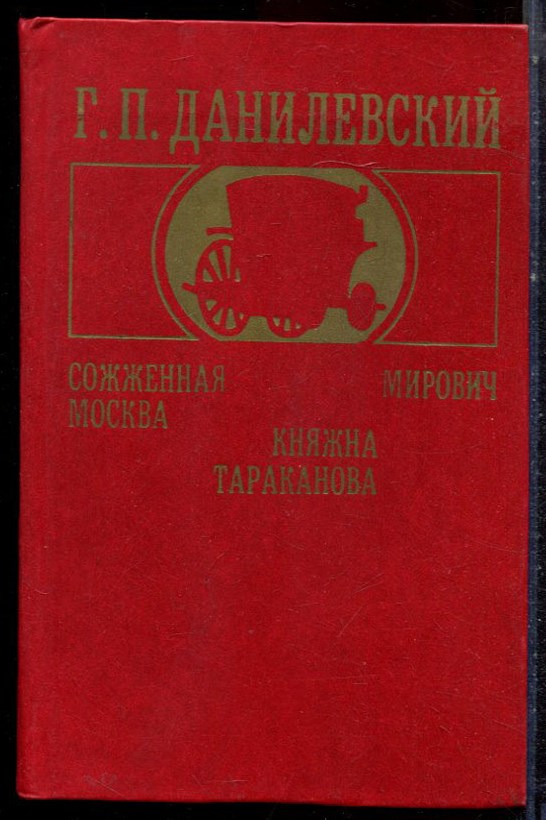 Г. П. ДАНИЛЕВСКИЙ
СОЖЖЕННАЯ
МОСКВА
МИРОВИЧ
КНЯЖНА
ТАРАКАНОВА